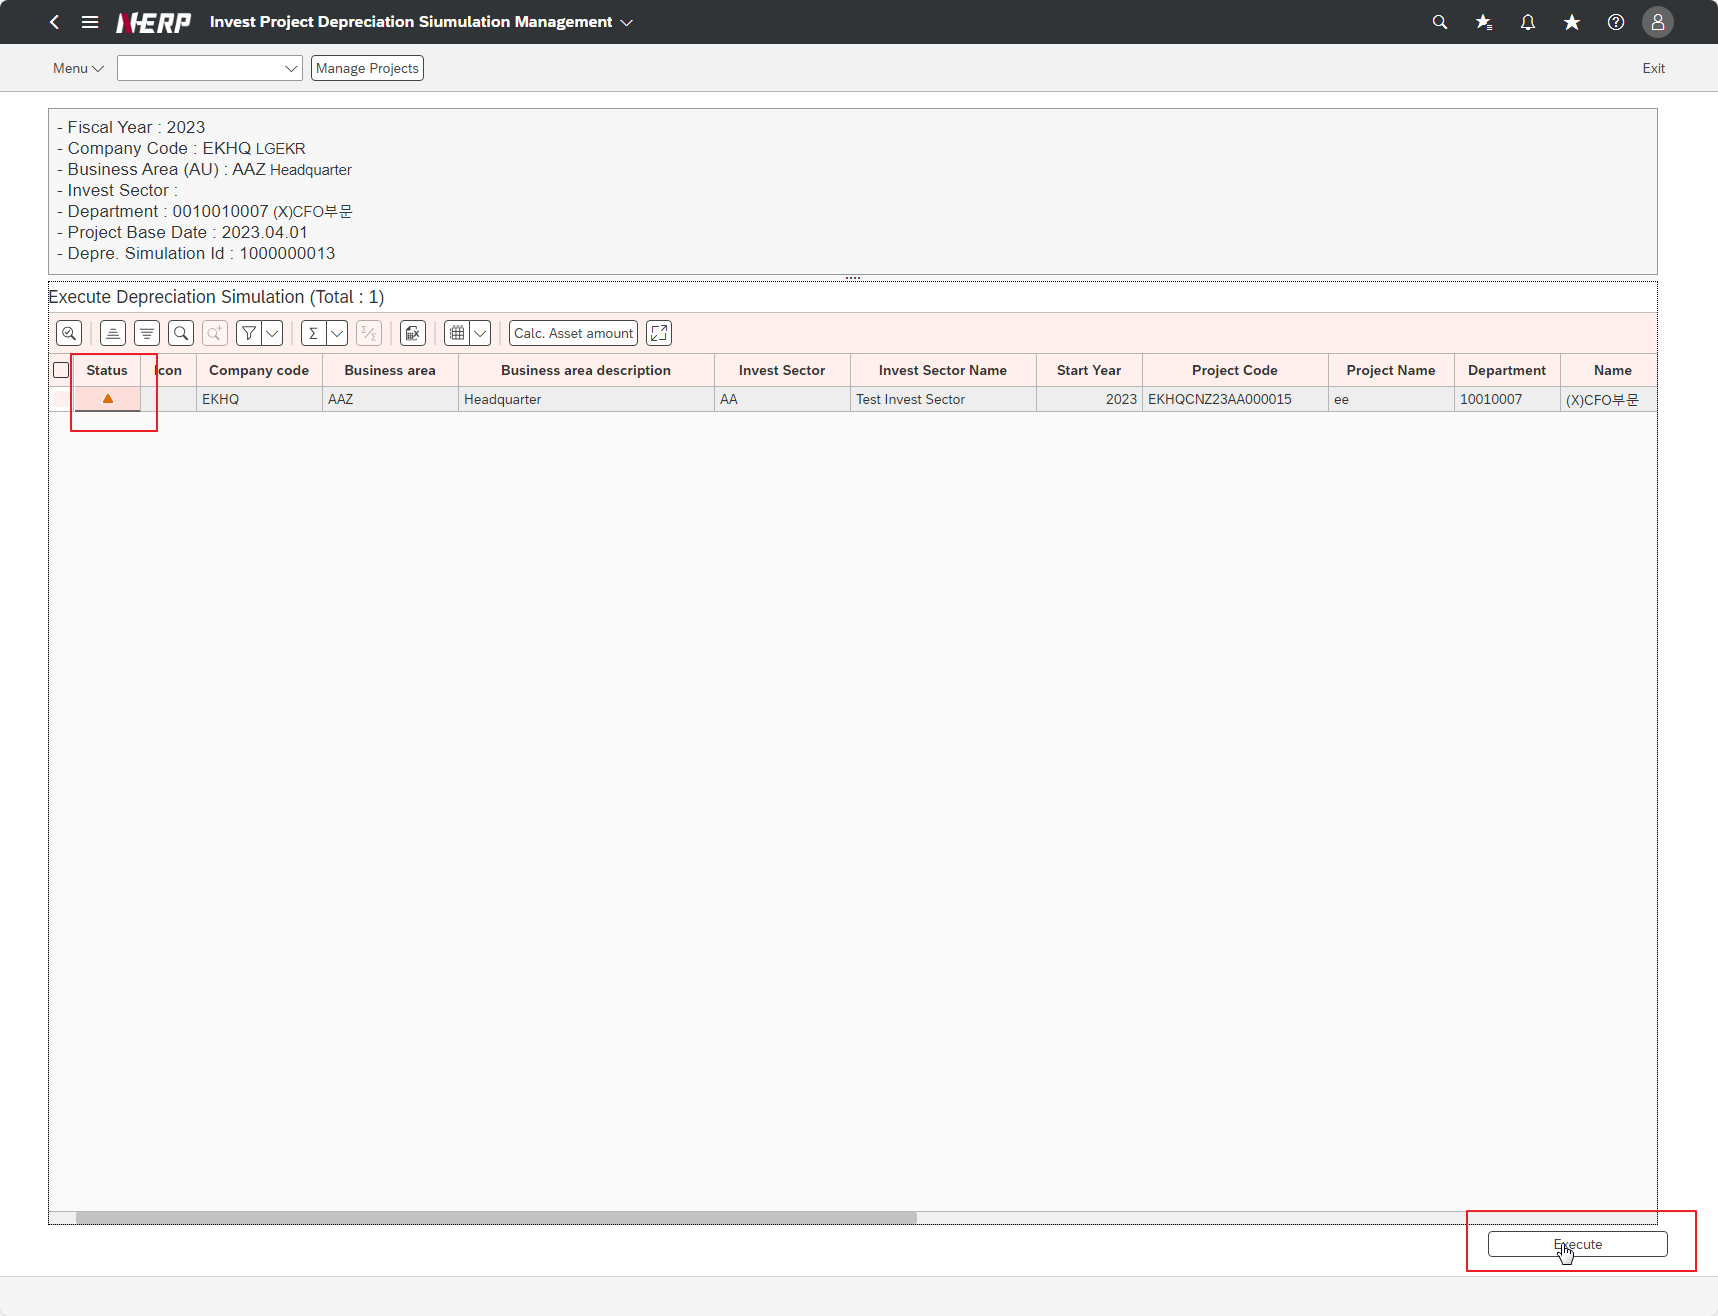 NERP Invest Project Depreciation Siumulation Management
Menu Manage Projects Exit
- Fiscal Year : 2023
- Company Code : EKHQ LGEKR
- Business Area (AU) : AAZ Headquarter
- Invest Sector :
- Department : 0010010007 (X)CFO부문
- Project Base Date : 2023.04.01
- Depre. Simulation Id : 1000000013
Execute Depreciation Simulation (Total : 1)
Calc. Asset amount
Status Icon Company code Business area Business area description Invest Sector Invest Sector Name Start Year Project Code Project Name Department Name
EKHQ AAZ Headquarter AA Test Invest Sector 2023 EKHQCNZ23AA000015 ee 10010007 (X)CFO부문
Execute